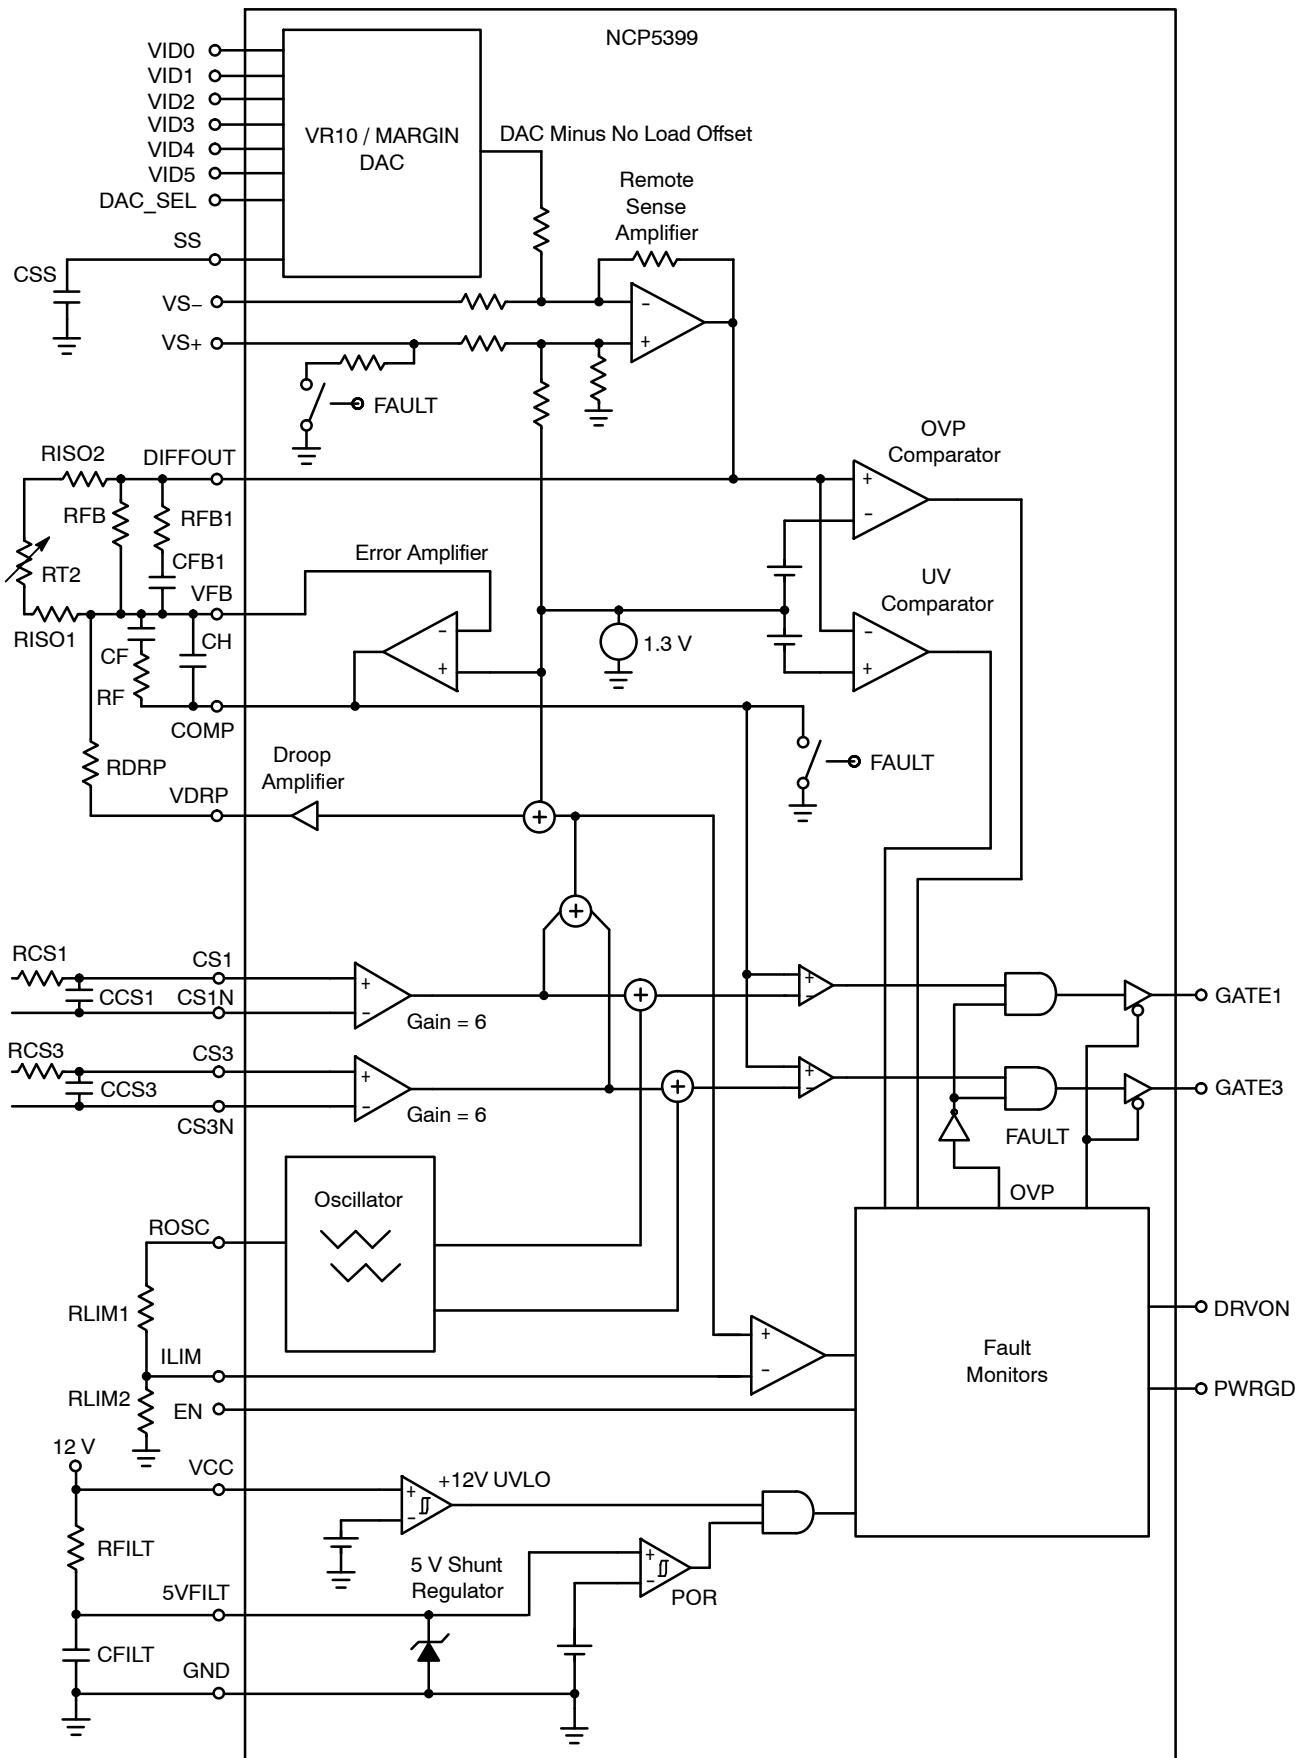 NCP5399
VID0
VID1
VID2
VID3
VID4
VID5
DAC_SEL
SS
CSS
VR10 / MARGIN
DAC
DAC Minus No Load Offset
Remote
Sense
Amplifier
VS–
VS+
–
+
FAULT
RISO2
DIFFOUT
RFB
RFB1
CFB1
RT2
VFB
RISO1
CF
CH
RF
COMP
RDRP
VDRP
Error Amplifier
–
+
1.3 V
OVP
Comparator
+
–
UV
Comparator
–
+
FAULT
Droop
Amplifier
+
+
RCS1
CS1
CCS1
CS1N
+
–
Gain = 6
+
+
–
GATE1
RCS3
CS3
CCS3
CS3N
+
–
Gain = 6
+
+
–
GATE3
FAULT
OVP
Oscillator
ROSC
RLIM1
ILIM
RLIM2
EN
+
–
Fault
Monitors
DRVON
PWRGD
12 V
VCC
+
–
+12V UVLO
RFILT
5 V Shunt
Regulator
+
–
POR
5VFILT
CFILT
GND